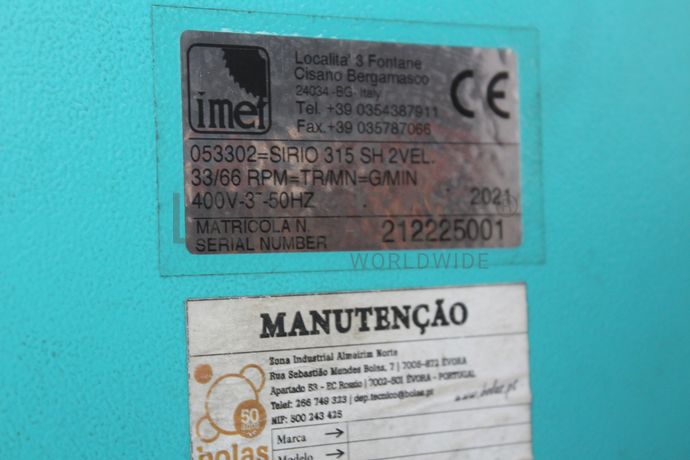 imet
Localita' 3 Fontane
Cisano Bergamasco
24034 -BG- Italy
Tel. +39 0354387911
Fax.+39 035787066
CE
053302=SIRIO 315 SH 2VEL.
33/66 RPM=TR/MN=G/MIN
400V-3~-50HZ
2021
MATRICOLA N.
SERIAL NUMBER
212225001
WORLDWIDE
MANUTENÇÃO
Zona Industrial Almeirim Norte
Rua Sebastião Mendes Bolas, 7 | 7005-872 ÉVORA
Apartado 53 - EC Rossio | 7002-501 ÉVORA - PORTUGAL
Telef: 266 749 323 | dep.tecnico@bolas.pt
www.bolas.pt
NIF: 500 243 425
50
bolas
Marca →
Modelo